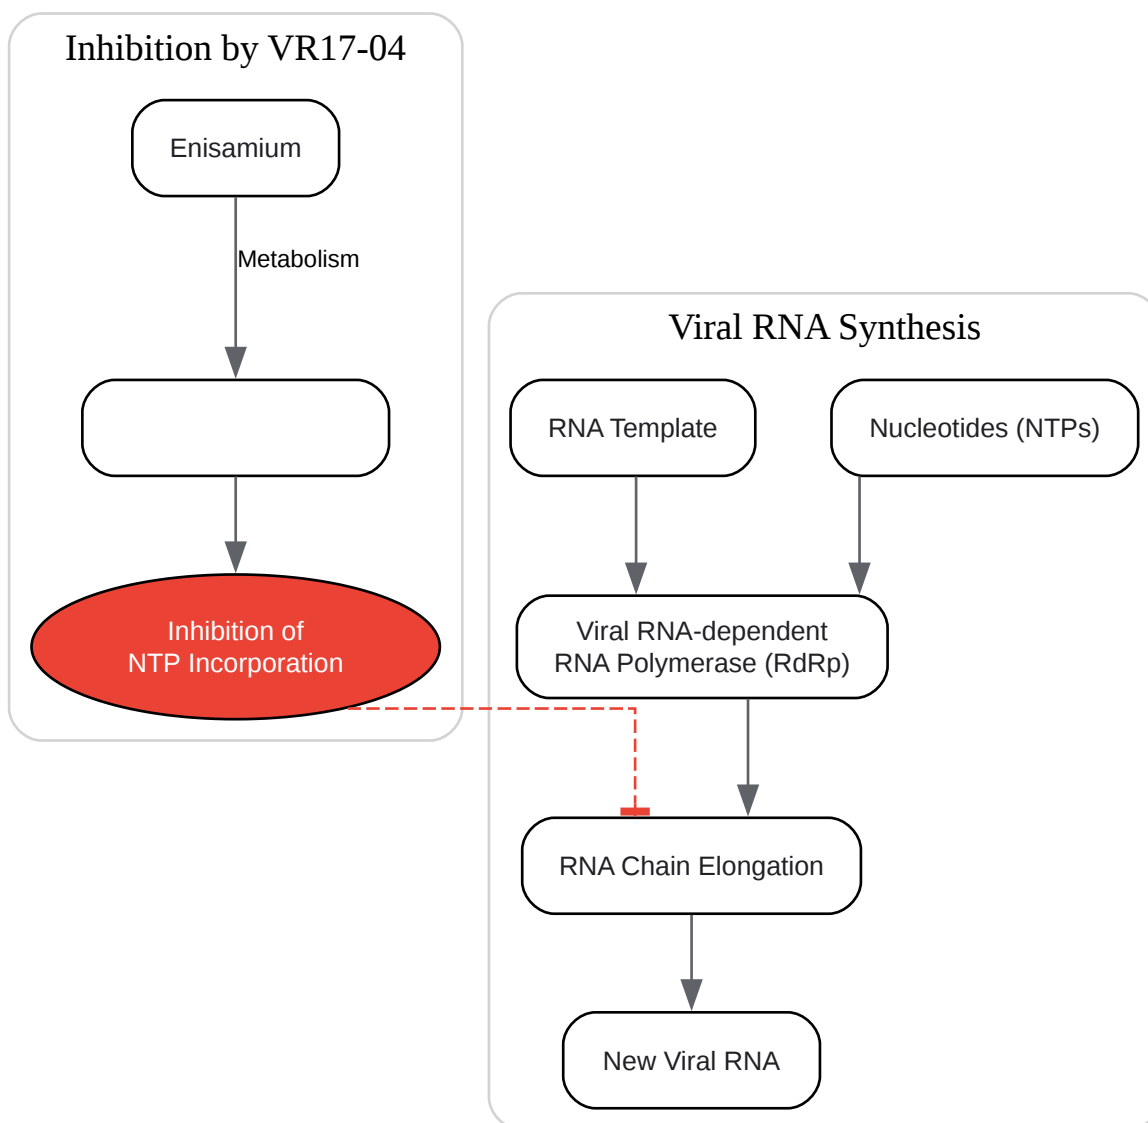 Inhibition by VR17-04
Enisamium
Metabolism
Inhibition of
NTP Incorporation
Viral RNA Synthesis
RNA Template
Nucleotides (NTPs)
Viral RNA-dependent
RNA Polymerase (RdRp)
RNA Chain Elongation
New Viral RNA